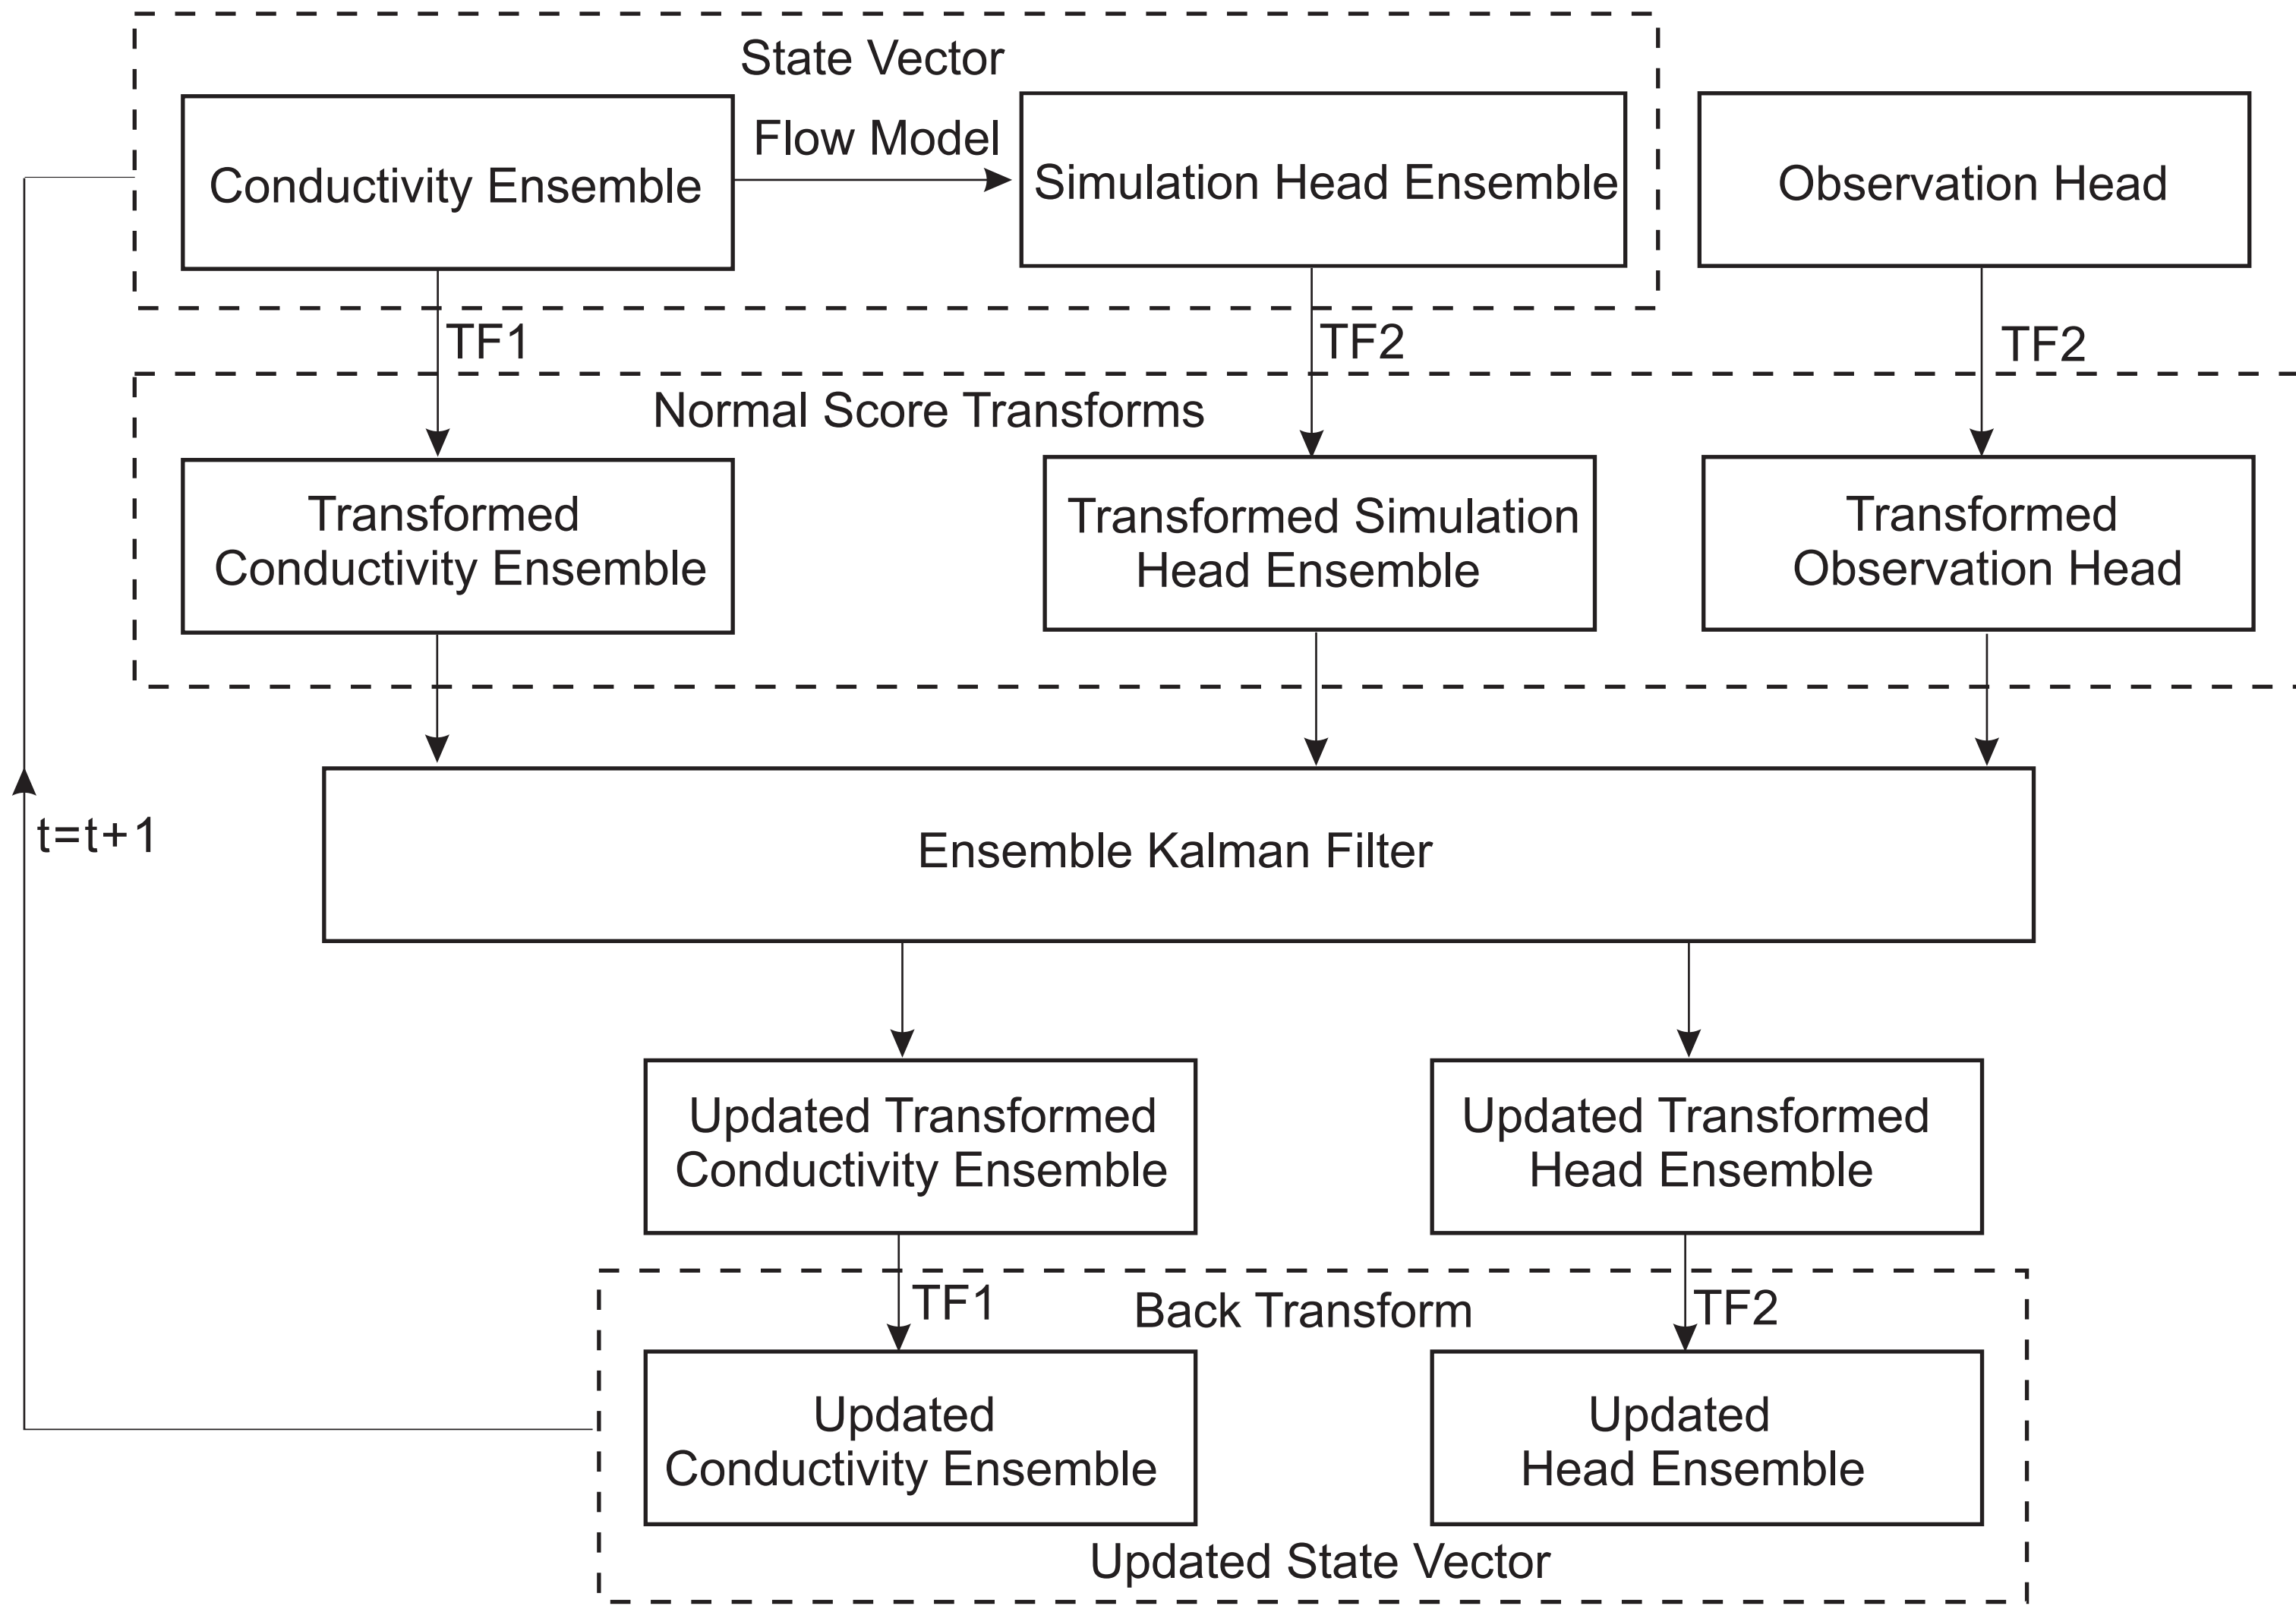 State Vector
Flow Model
Conductivity Ensemble
Simulation Head Ensemble
Observation Head
TF1
TF2
TF2
Normal Score Transforms
Transformed
Conductivity Ensemble
Transformed Simulation
Head Ensemble
Transformed
Observation Head
t=t+1
Ensemble Kalman Filter
Updated Transformed
Conductivity Ensemble
Updated Transformed
Head Ensemble
TF1
Back Transform
TF2
Updated
Conductivity Ensemble
Updated
Head Ensemble
Updated State Vector